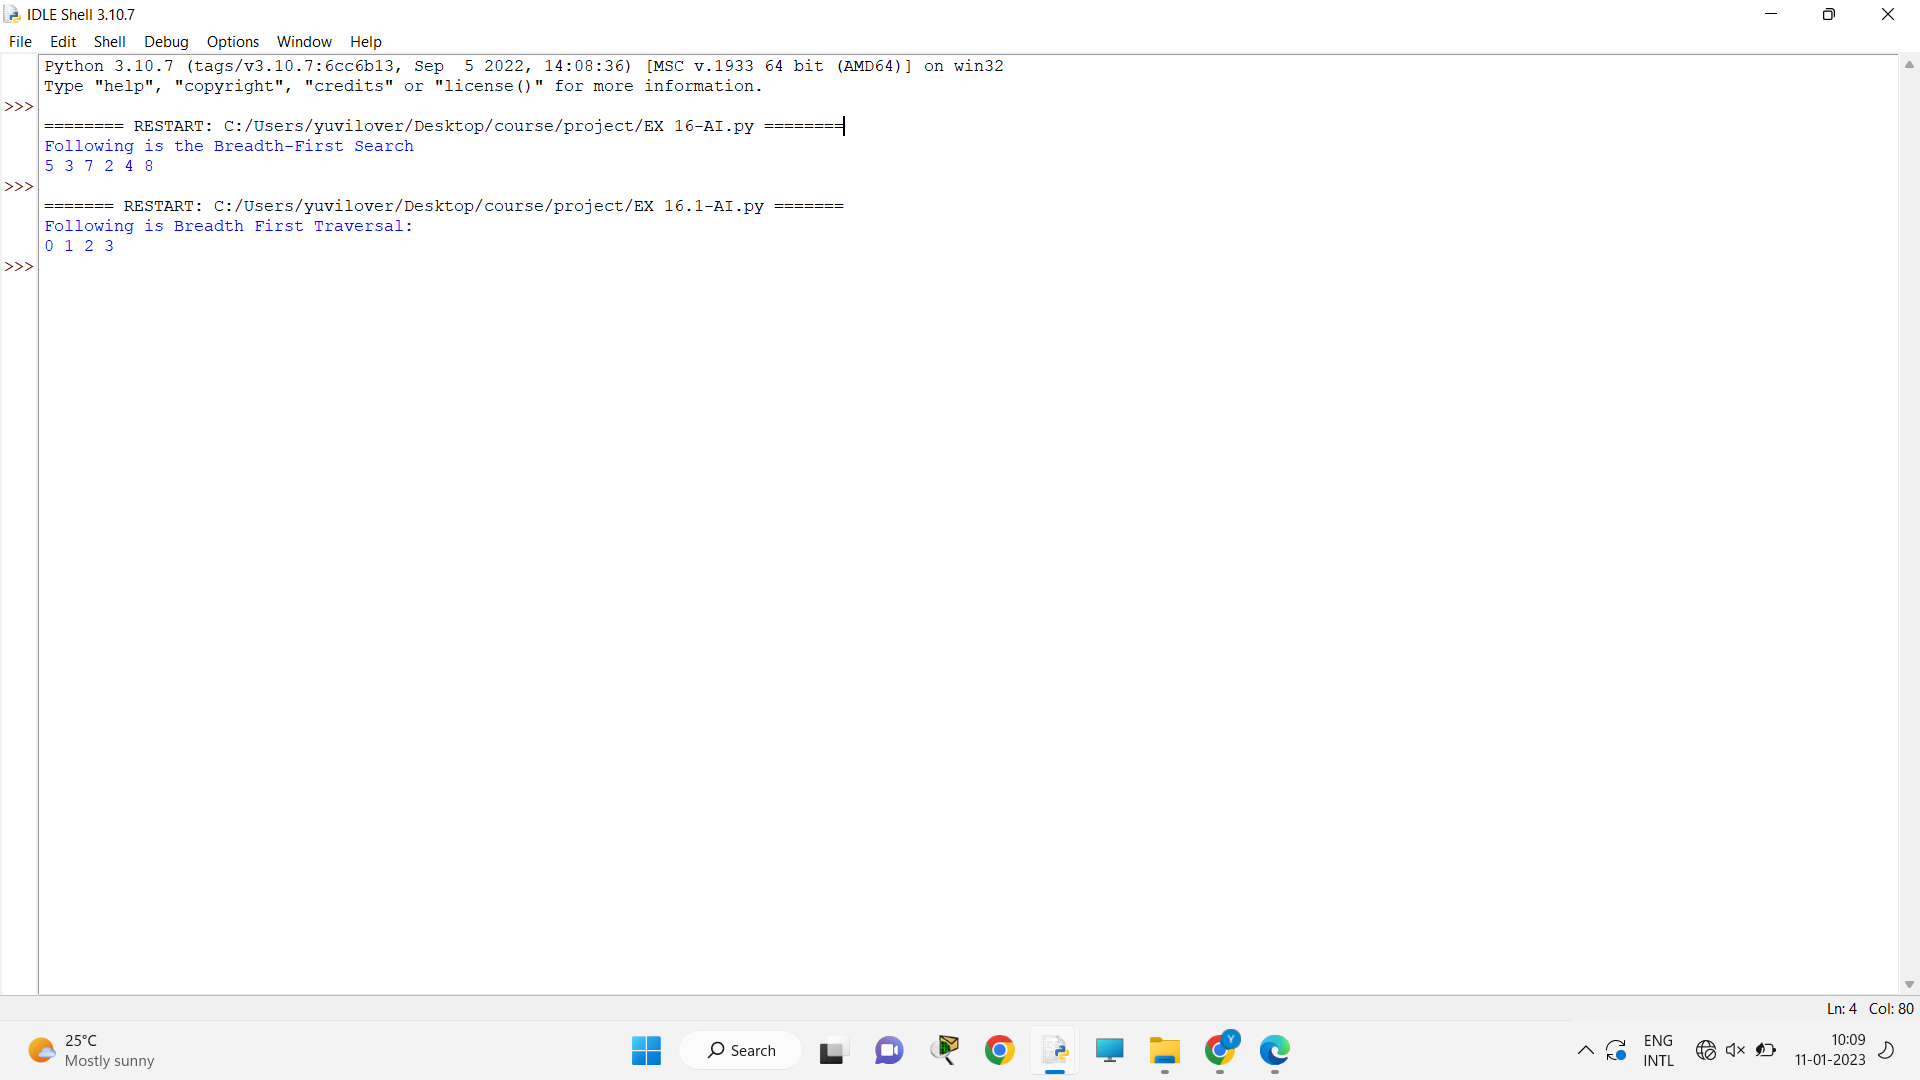 IDLE Shell 3.10.7
File Edit Shell Debug Options Window Help
Python 3.10.7 (tags/v3.10.7:6cc6b13, Sep  5 2022, 14:08:36) [MSC v.1933 64 bit (AMD64)] on win32
Type "help", "copyright", "credits" or "license()" for more information.
>>>
======== RESTART: C:/Users/yuvilover/Desktop/course/project/EX 16-AI.py ========
Following is the Breadth-First Search
5 3 7 2 4 8
>>>
======= RESTART: C:/Users/yuvilover/Desktop/course/project/EX 16.1-AI.py =======
Following is Breadth First Traversal:
0 1 2 3
>>>
Ln: 4 Col: 80
25°C
Mostly sunny
Search
Y
ENG
INTL
10:09
11-01-2023